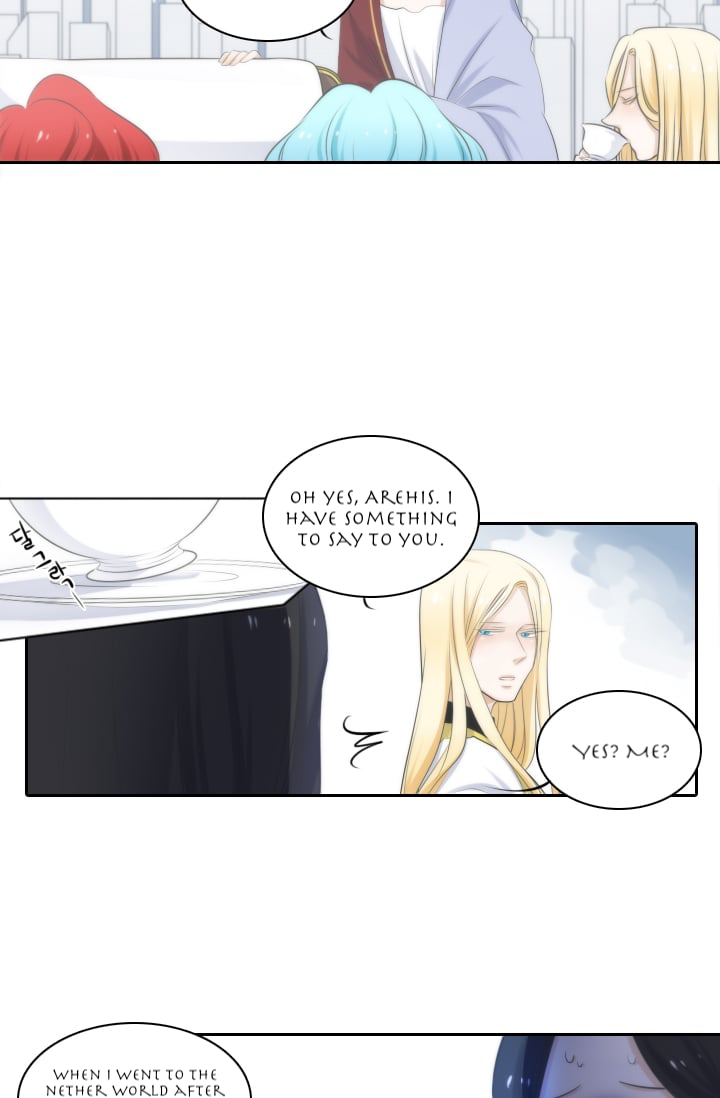 OH YES, AREHIS. I
HAVE SOMETHING
TO SAY TO YOU.
YES? ME?
WHEN I WENT TO THE
NETHER WORLD AFTER